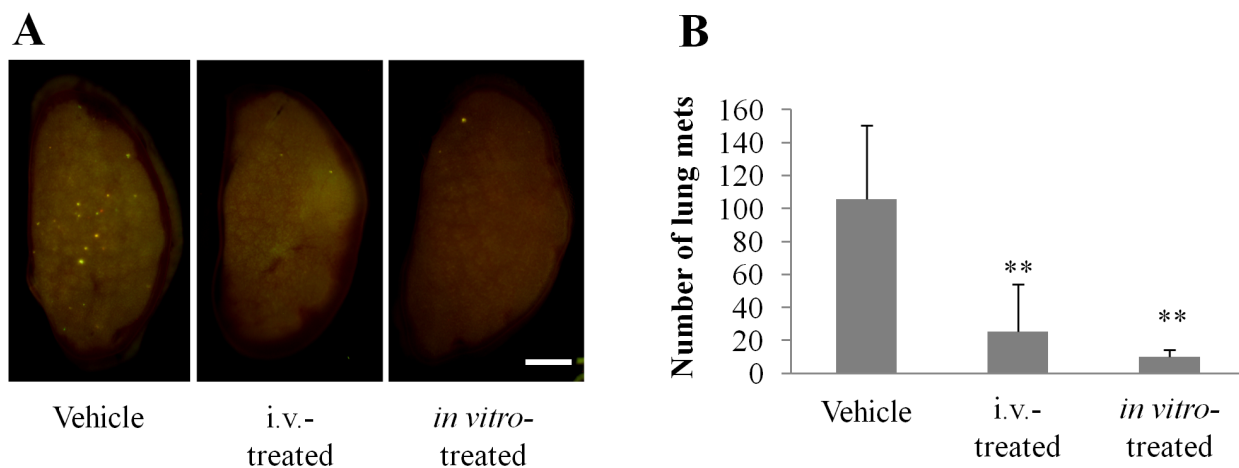 A
Vehicle
i.v.-
treated
in vitro-
treated
B
Number of lung mets
160
140
120
100
80
60
40
20
0
**
**
Vehicle
i.v.-
treated
in vitro-
treated